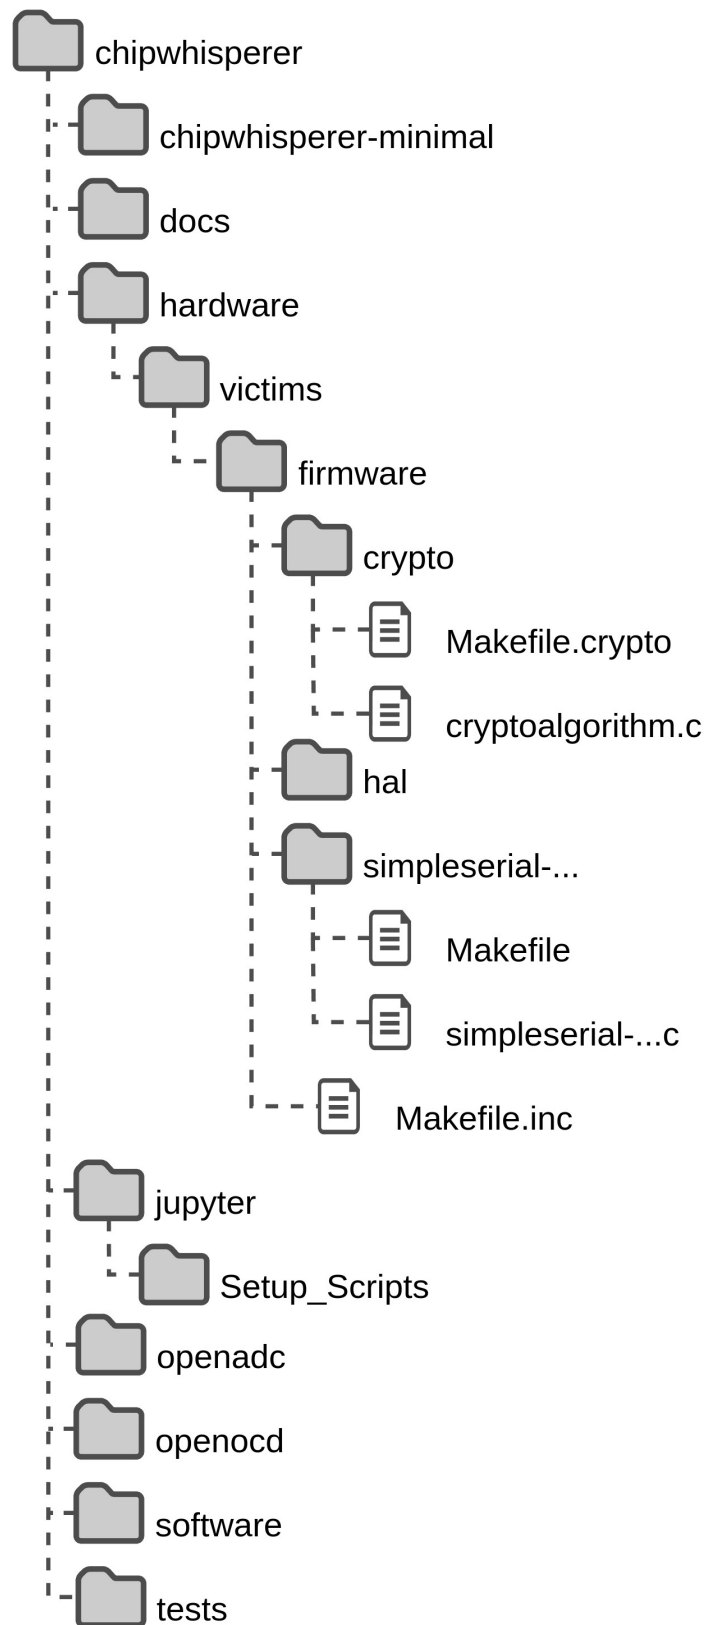 chipwhisperer
chipwhisperer-minimal
docs
hardware
victims
firmware
crypto
Makefile.crypto
cryptoalgorithm.c
hal
simpleserial-...
Makefile
simpleserial-...c
Makefile.inc
jupyter
Setup_Scripts
openadc
openocd
software
tests